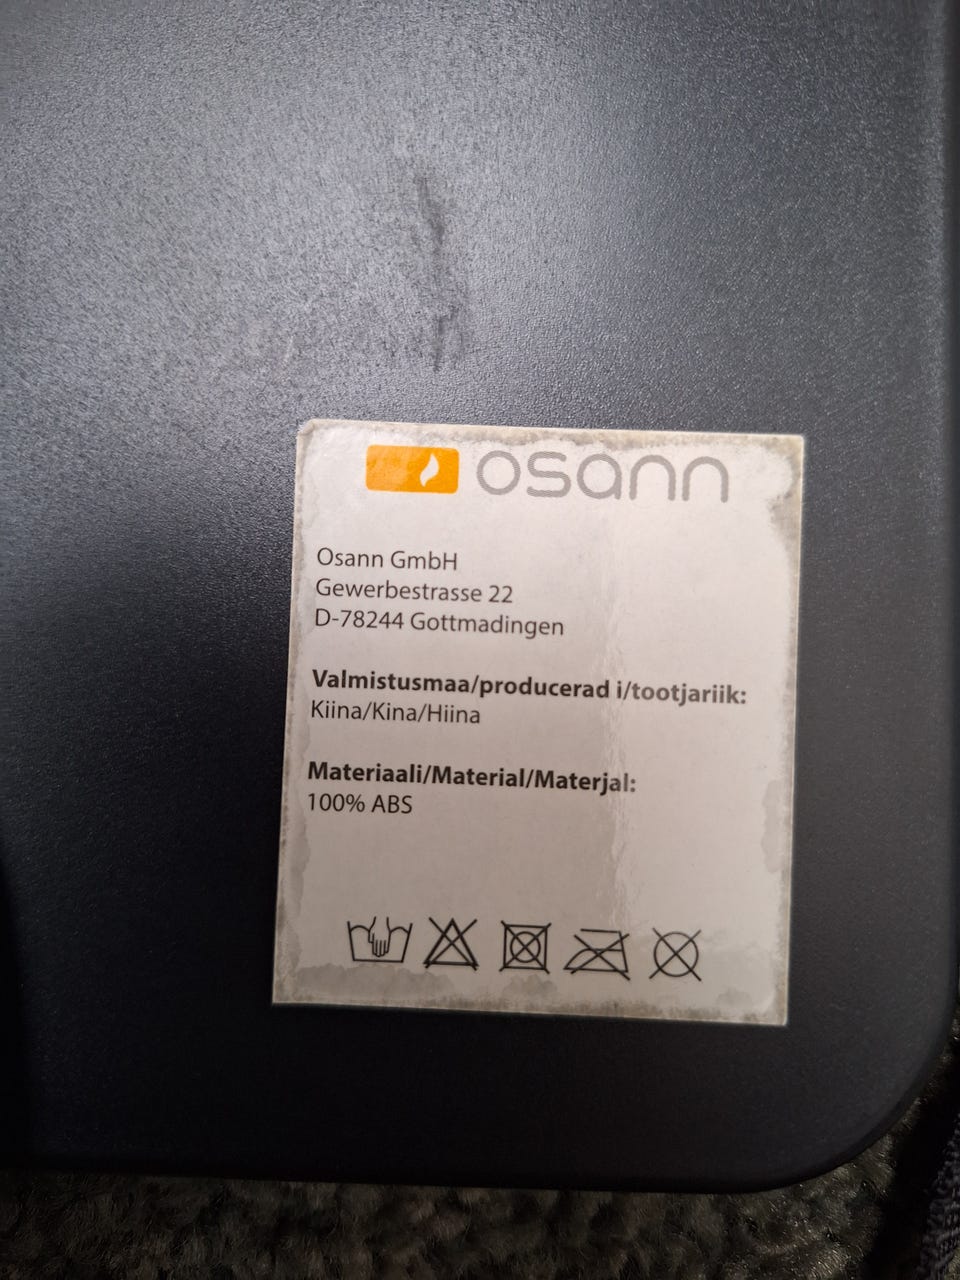 osann
Osann GmbH
Gewerbestrasse 22
D-78244 Gottmadingen
Valmistusmaa/producerad i/tootjariik:
Kiina/Kina/Hiina
Materiaali/Material/Materjal:
100% ABS